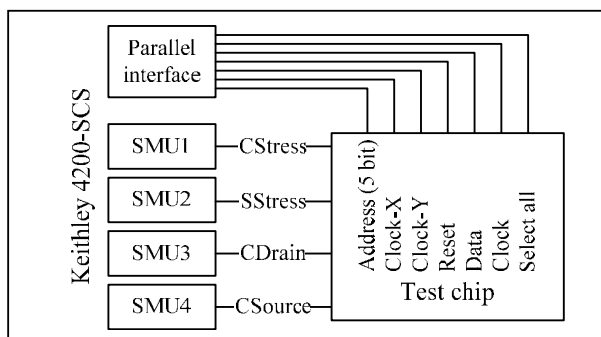 Keithley 4200-SCS
Parallel
interface
SMU1
CStress
SMU2
SStress
SMU3
CDrain
SMU4
CSource
Address (5 bit)
Clock-X
Clock-Y
Reset
Data
Clock
Select all
Test chip